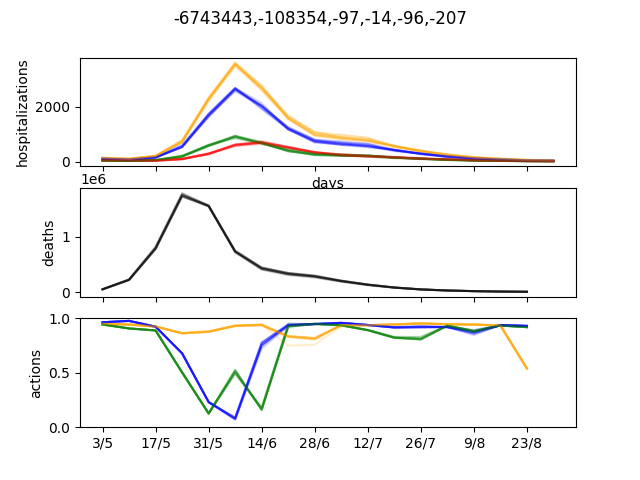 -6743443,-108354,-97,-14,-96,-207
hospitalizations
2000
0
days
1e6
deaths
1
0
actions
1.0
0.5
0.0
3/5 17/5 31/5 14/6 28/6 12/7 26/7 9/8 23/8